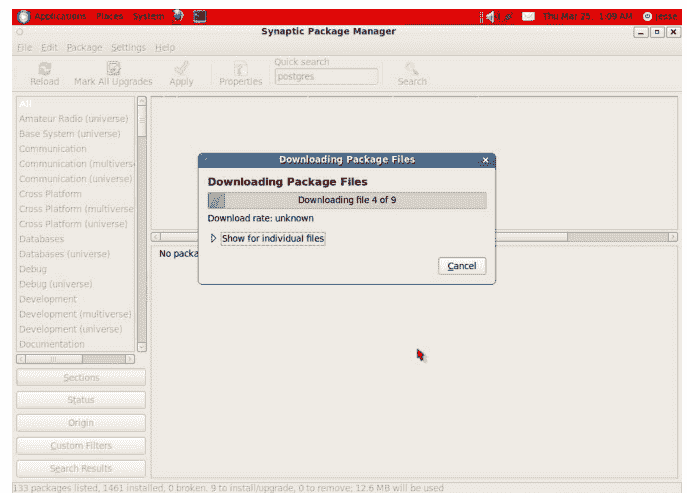 Applications Places System Thu Mar 25 1:09 AM jesse
Synaptic Package Manager
File Edit Package Settings Help
Quick search
postgres
Reload Mark All Upgrades Apply Properties Search
All
Amateur Radio (universe)
Base System (universe)
Communication
Communication (multivers
Communication (universe)
Cross Platform
Cross Platform (multiverse
Cross Platform (universe)
Databases
Databases (universe)
Debug
Debug (universe)
Development
Development (multiverse)
Development (universe)
Documentation
Sections
Status
Origin
Custom Filters
Search Results
No packa
Downloading Package Files
Downloading Package Files
Downloading file 4 of 9
Download rate: unknown
Show for individual files
Cancel
133 packages listed, 1461 installed, 0 broken. 9 to install/upgrade, 0 to remove; 12.6 MB will be used